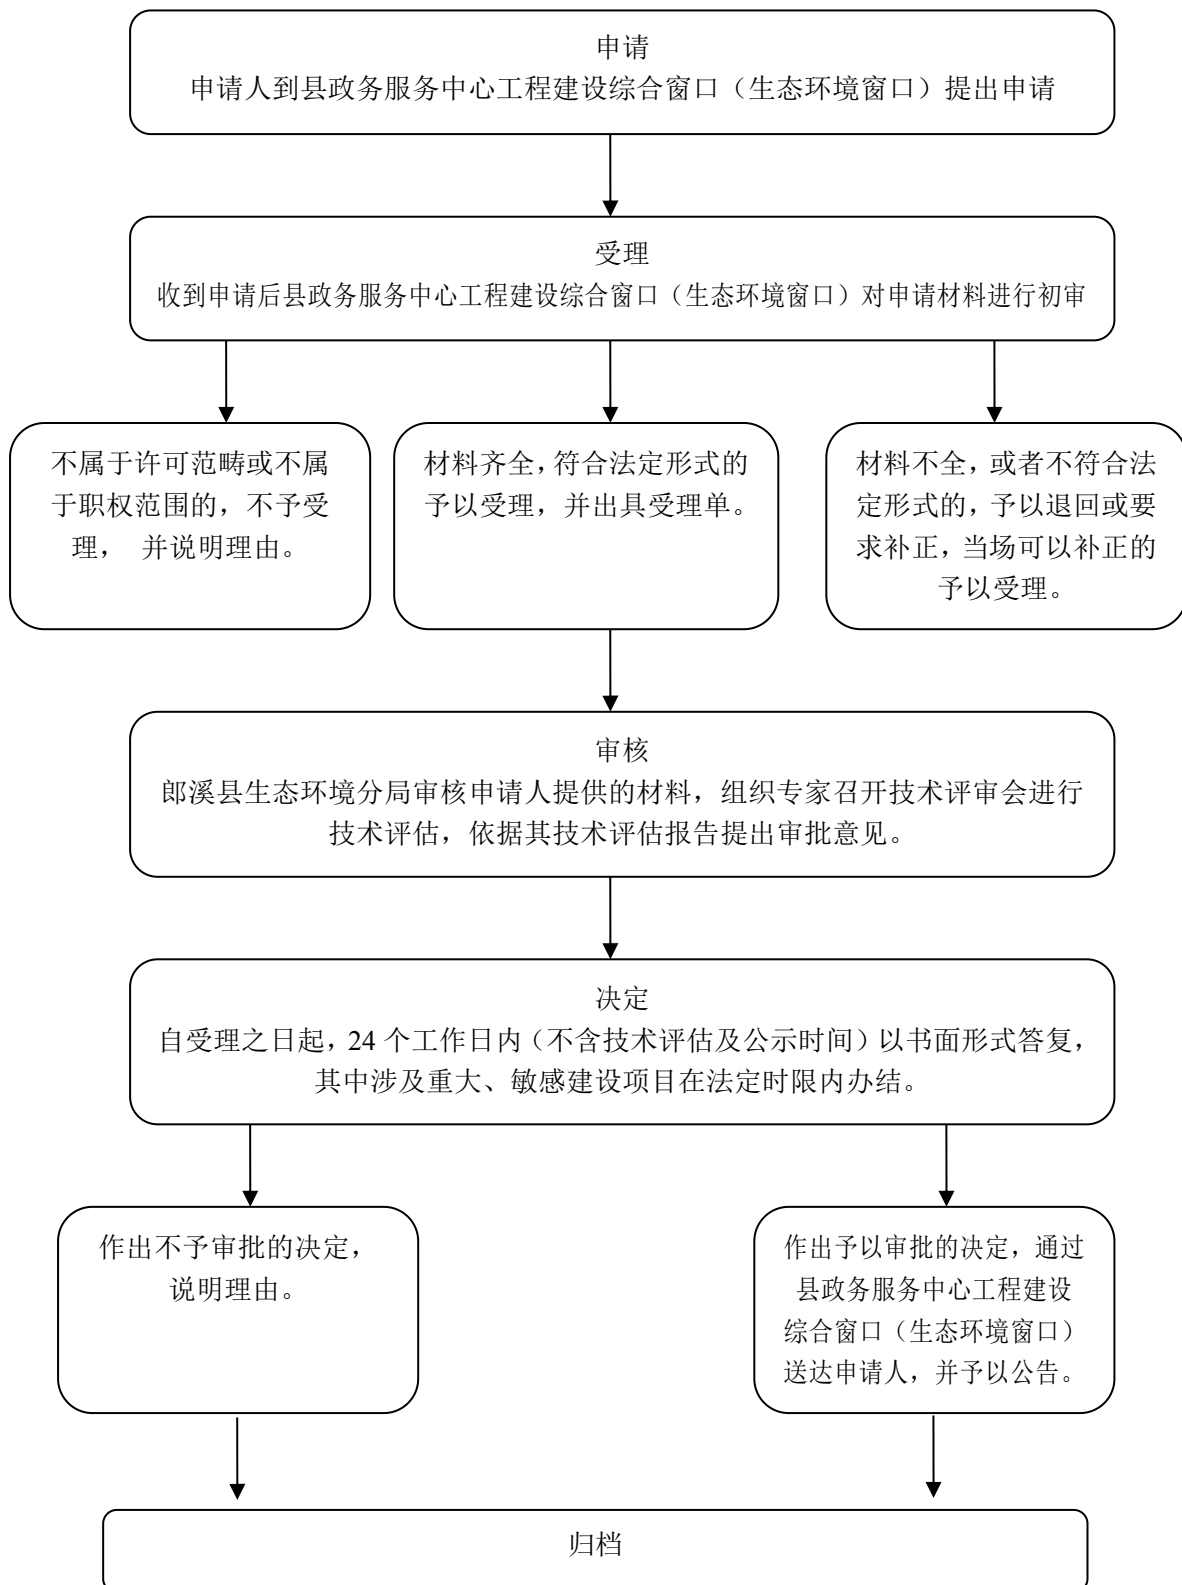 申请
申请人到县政务服务中心工程建设综合窗口（生态环境窗口）提出申请
受理
收到申请后县政务服务中心工程建设综合窗口（生态环境窗口）对申请材料进行初审
不属于许可范畴或不属
于职权范围的，不予受
理， 并说明理由。
材料齐全，符合法定形式的
予以受理，并出具受理单。
材料不全，或者不符合法
定形式的，予以退回或要
求补正，当场可以补正的
予以受理。
审核
郎溪县生态环境分局审核申请人提供的材料，组织专家召开技术评审会进行
技术评估，依据其技术评估报告提出审批意见。
决定
自受理之日起，24 个工作日内（不含技术评估及公示时间）以书面形式答复，
其中涉及重大、敏感建设项目在法定时限内办结。
作出不予审批的决定，
说明理由。
作出予以审批的决定，通过
县政务服务中心工程建设
综合窗口（生态环境窗口）
送达申请人，并予以公告。
归档